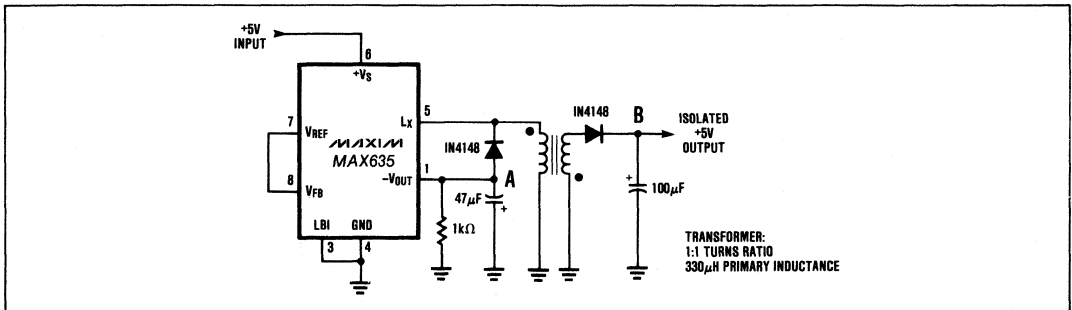 +5V
INPUT
6
+VS
7
VREF
MAXIM
MAX635
8
VFB
LBI
GND
3
4
5
LX
1
-VOUT
IN4148
A
47µF
+
1kΩ
IN4148
B
ISOLATED
+5V
OUTPUT
+
100µF
TRANSFORMER:
1:1 TURNS RATIO
330µH PRIMARY INDUCTANCE